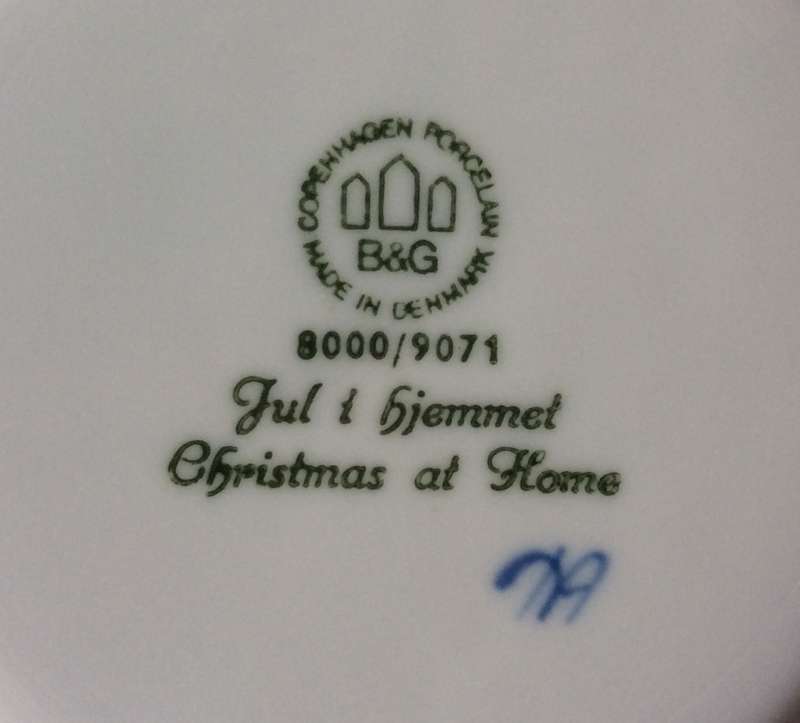 COPENHAGEN PORCELAIN
MADE IN DENMARK
B&G
8000/9071
Jul i hjemmet
Christmas at Home